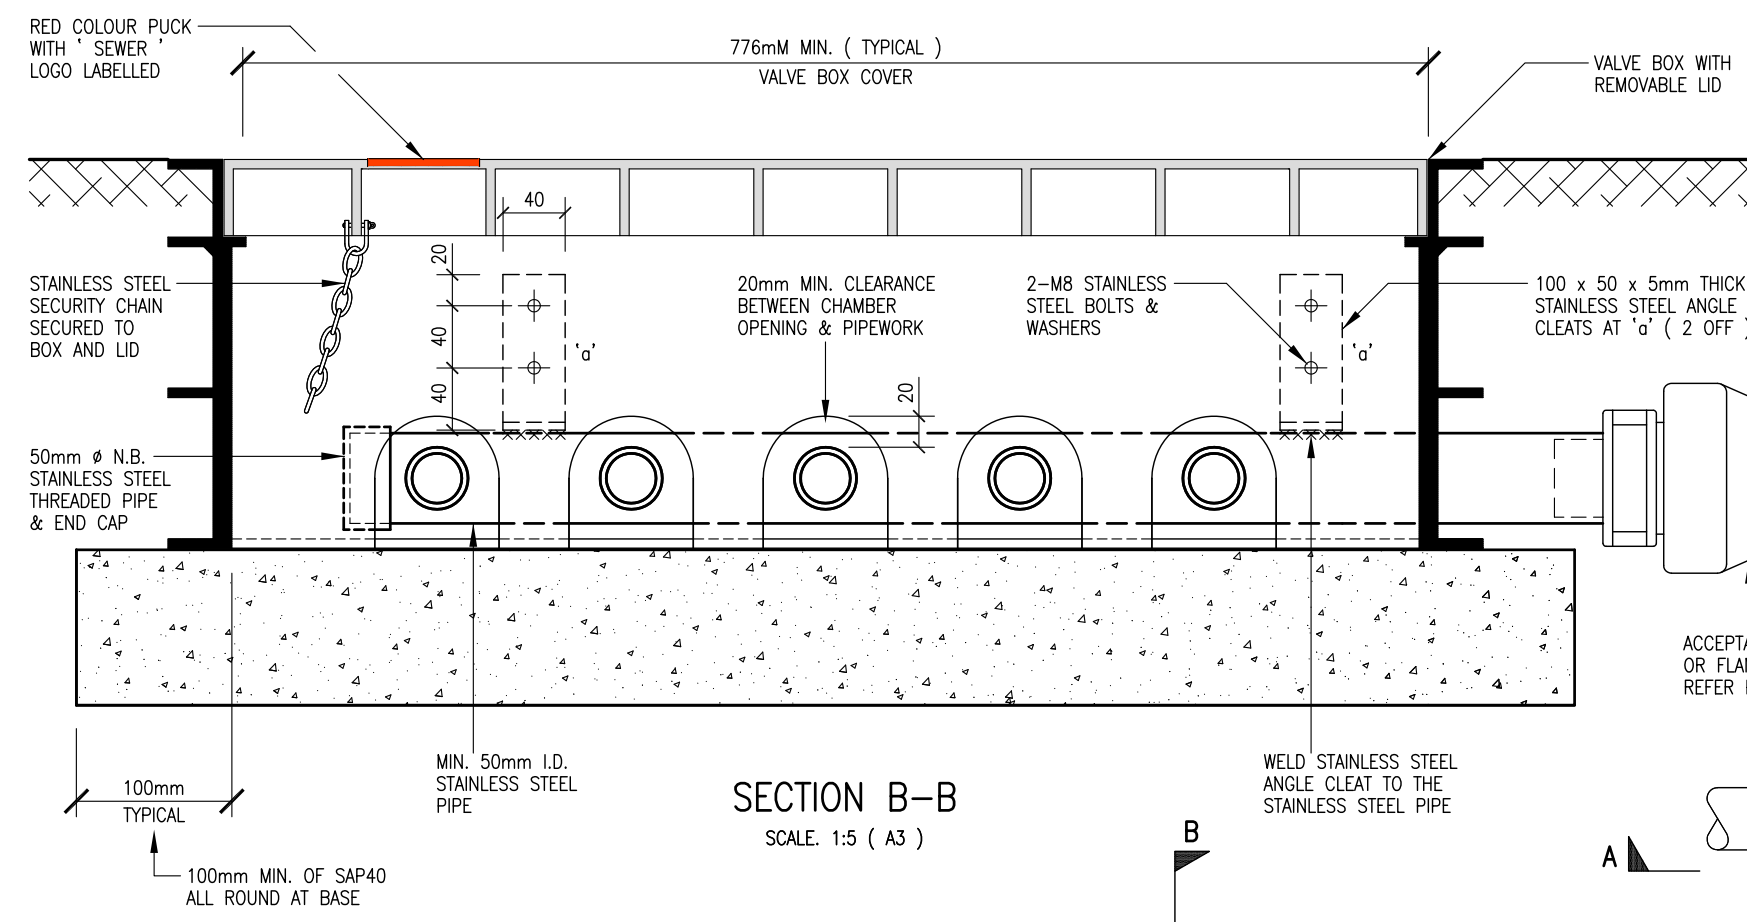 RED COLOUR PUCK
WITH ‘ SEWER ’
LOGO LABELLED
776mM MIN. ( TYPICAL )
VALVE BOX COVER
VALVE BOX WITH
REMOVABLE LID
40
20
40
40
STAINLESS STEEL
SECURITY CHAIN
SECURED TO
BOX AND LID
‘a’
20mm MIN. CLEARANCE
BETWEEN CHAMBER
OPENING & PIPEWORK
20
2-M8 STAINLESS
STEEL BOLTS &
WASHERS
‘a’
100 x 50 x 5mm THICK
STAINLESS STEEL ANGLE
CLEATS AT ‘a’ ( 2 OFF )
50mm Ø N.B.
STAINLESS STEEL
THREADED PIPE
& END CAP
ACCEPTA
OR FLA
REFER
MIN. 50mm I.D.
STAINLESS STEEL
PIPE
WELD STAINLESS STEEL
ANGLE CLEAT TO THE
STAINLESS STEEL PIPE
100mm
TYPICAL
100mm MIN. OF SAP40
ALL ROUND AT BASE
SECTION B-B
SCALE. 1:5 ( A3 )
B
A